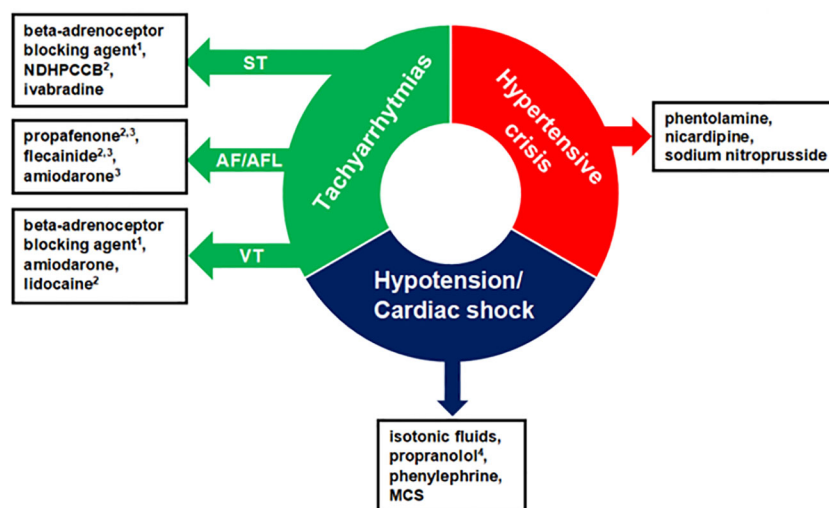 beta-adrenoceptor
blocking agent¹,
NDHPCCB²,
ivabradine
ST
propafenone²,³,
flecainide²,³,
amiodarone³
AF/AFL
beta-adrenoceptor
blocking agent¹,
amiodarone,
lidocaine²
VT
Tachyarrhytmias
Hypertensive
crisis
phentolamine,
nicardipine,
sodium nitroprusside
Hypotension/
Cardiac shock
isotonic fluids,
propranolol⁴,
phenylephrine,
MCS